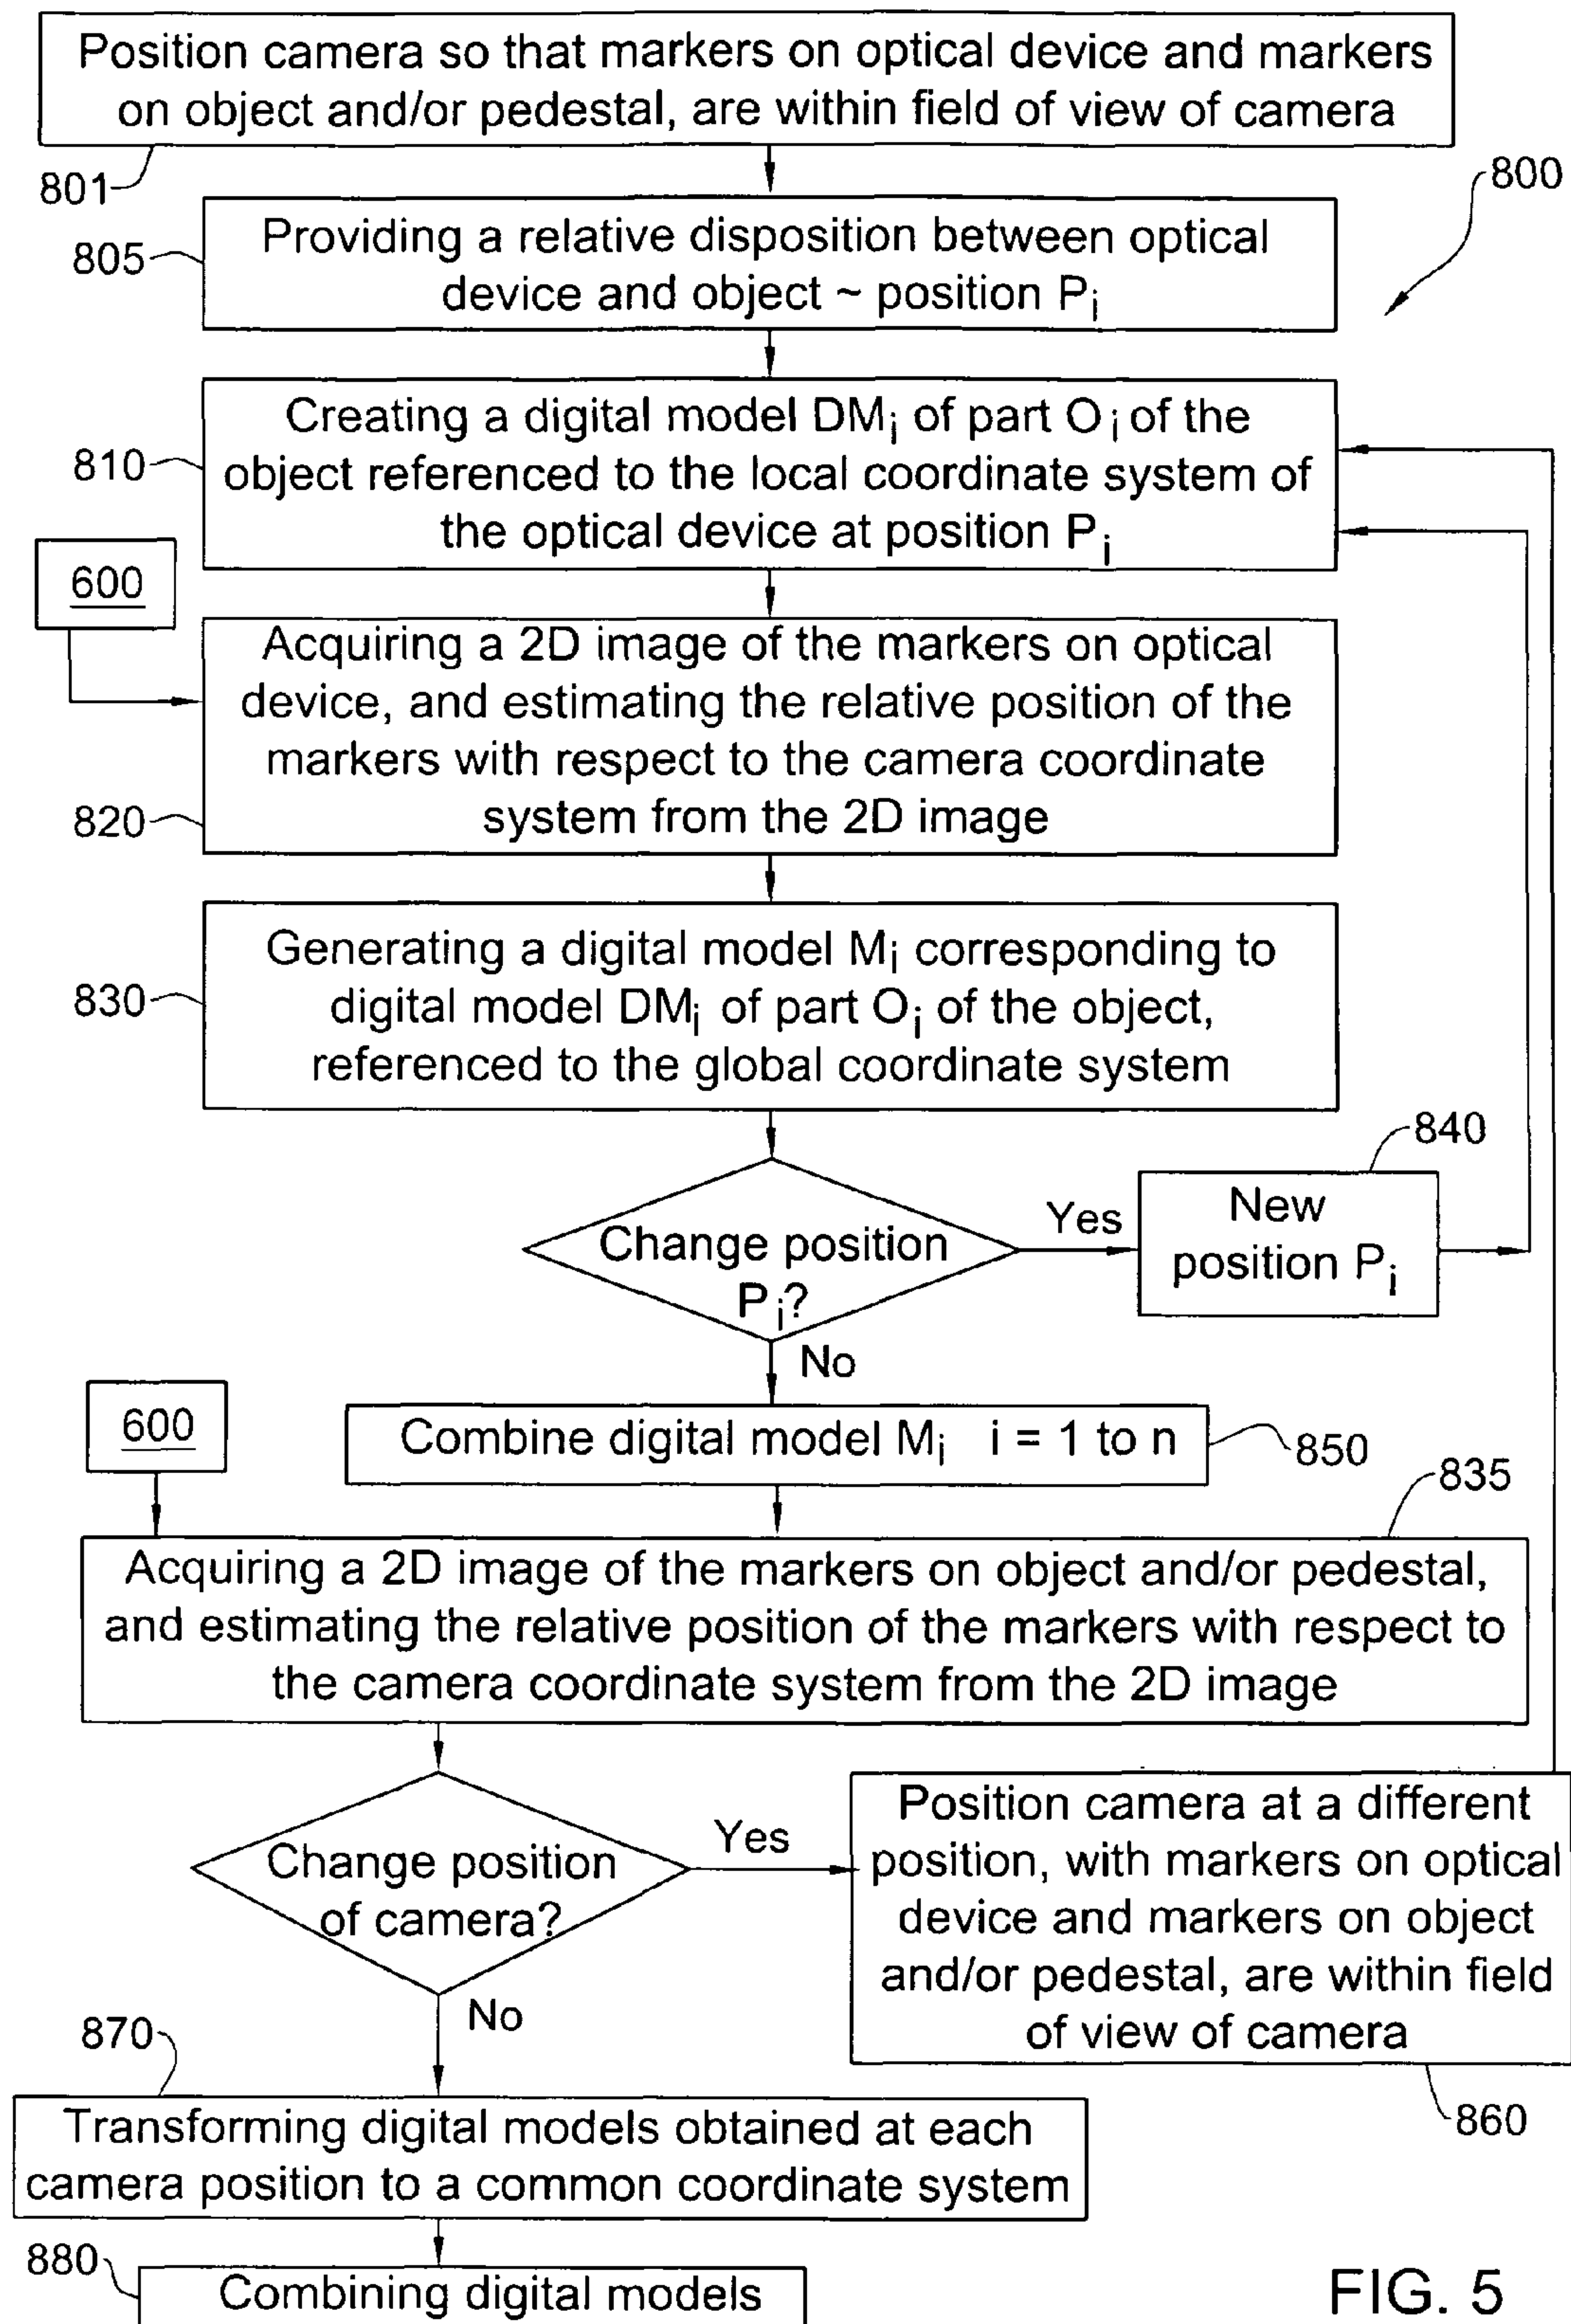 Position camera so that markers on optical device and markers
on object and/or pedestal, are within field of view of camera
801
800
805
Providing a relative disposition between optical
device and object ~ position Pi
810
Creating a digital model DMi of part Oi of the
object referenced to the local coordinate system of
the optical device at position Pi
600
Acquiring a 2D image of the markers on optical
device, and estimating the relative position of the
markers with respect to the camera coordinate
system from the 2D image
820
830
Generating a digital model Mi corresponding to
digital model DMi of part Oi of the object,
referenced to the global coordinate system
840
Change position
Pi?
Yes
New
position Pi
No
600
Combine digital model Mi i = 1 to n
850
835
Acquiring a 2D image of the markers on object and/or pedestal,
and estimating the relative position of the markers with respect to
the camera coordinate system from the 2D image
Change position
of camera?
Yes
Position camera at a different
position, with markers on optical
device and markers on object
and/or pedestal, are within field
of view of camera
860
No
870
Transforming digital models obtained at each
camera position to a common coordinate system
880
Combining digital models
FIG. 5